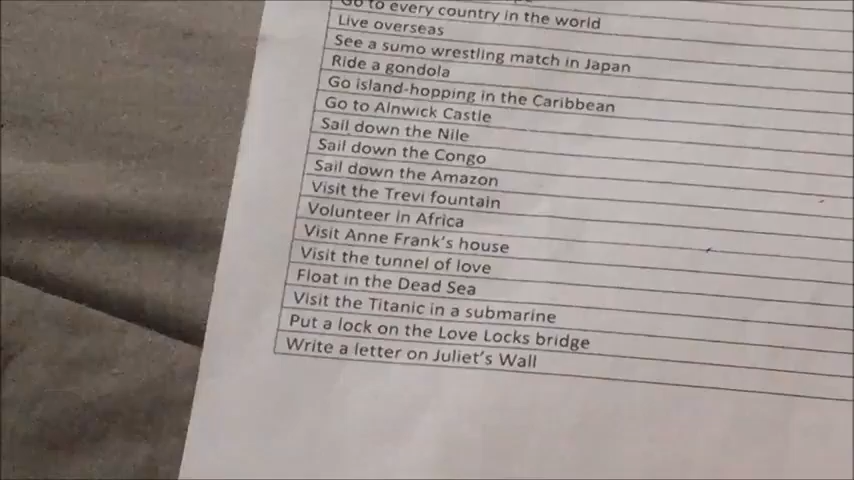 Go to every country in the world
Live overseas
See a sumo wrestling match in Japan
Ride a gondola
Go island-hopping in the Caribbean
Go to Alnwick Castle
Sail down the Nile
Sail down the Congo
Sail down the Amazon
Visit the Trevi fountain
Volunteer in Africa
Visit Anne Frank's house
Visit the tunnel of love
Float in the Dead Sea
Visit the Titanic in a submarine
Put a lock on the Love Locks bridge
Write a letter on Juliet's Wall